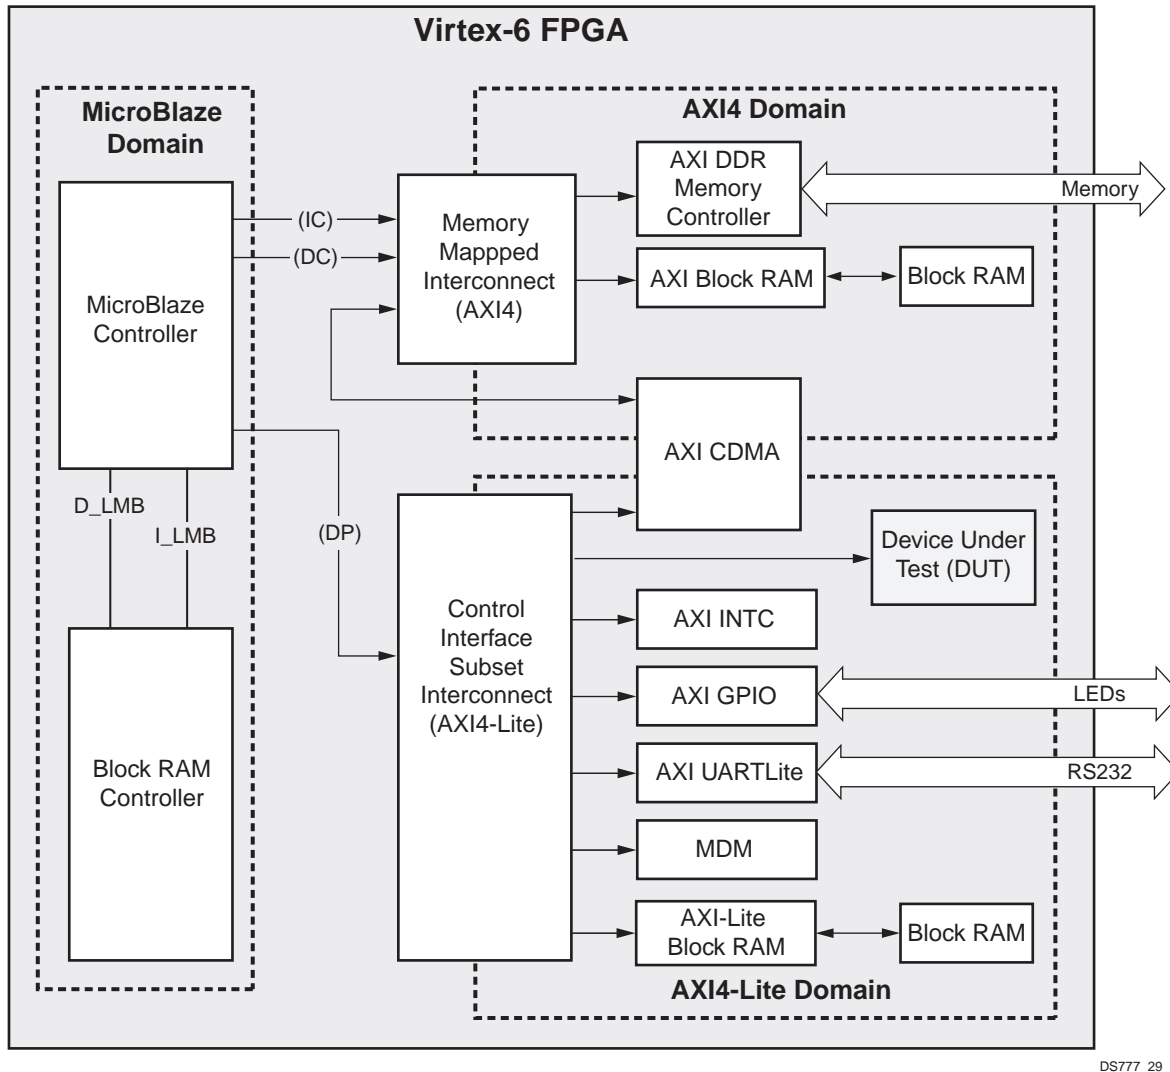 Virtex-6 FPGA
MicroBlaze
Domain
MicroBlaze
Controller
D_LMB
I_LMB
Block RAM
Controller
(IC)
(DC)
(DP)
AXI4 Domain
Memory
Mappped
Interconnect
(AXI4)
AXI DDR
Memory
Controller
Memory
AXI Block RAM
Block RAM
AXI CDMA
Control
Interface
Subset
Interconnect
(AXI4-Lite)
Device Under
Test (DUT)
AXI INTC
AXI GPIO
LEDs
AXI UARTLite
RS232
MDM
AXI-Lite
Block RAM
Block RAM
AXI4-Lite Domain
DS777_29